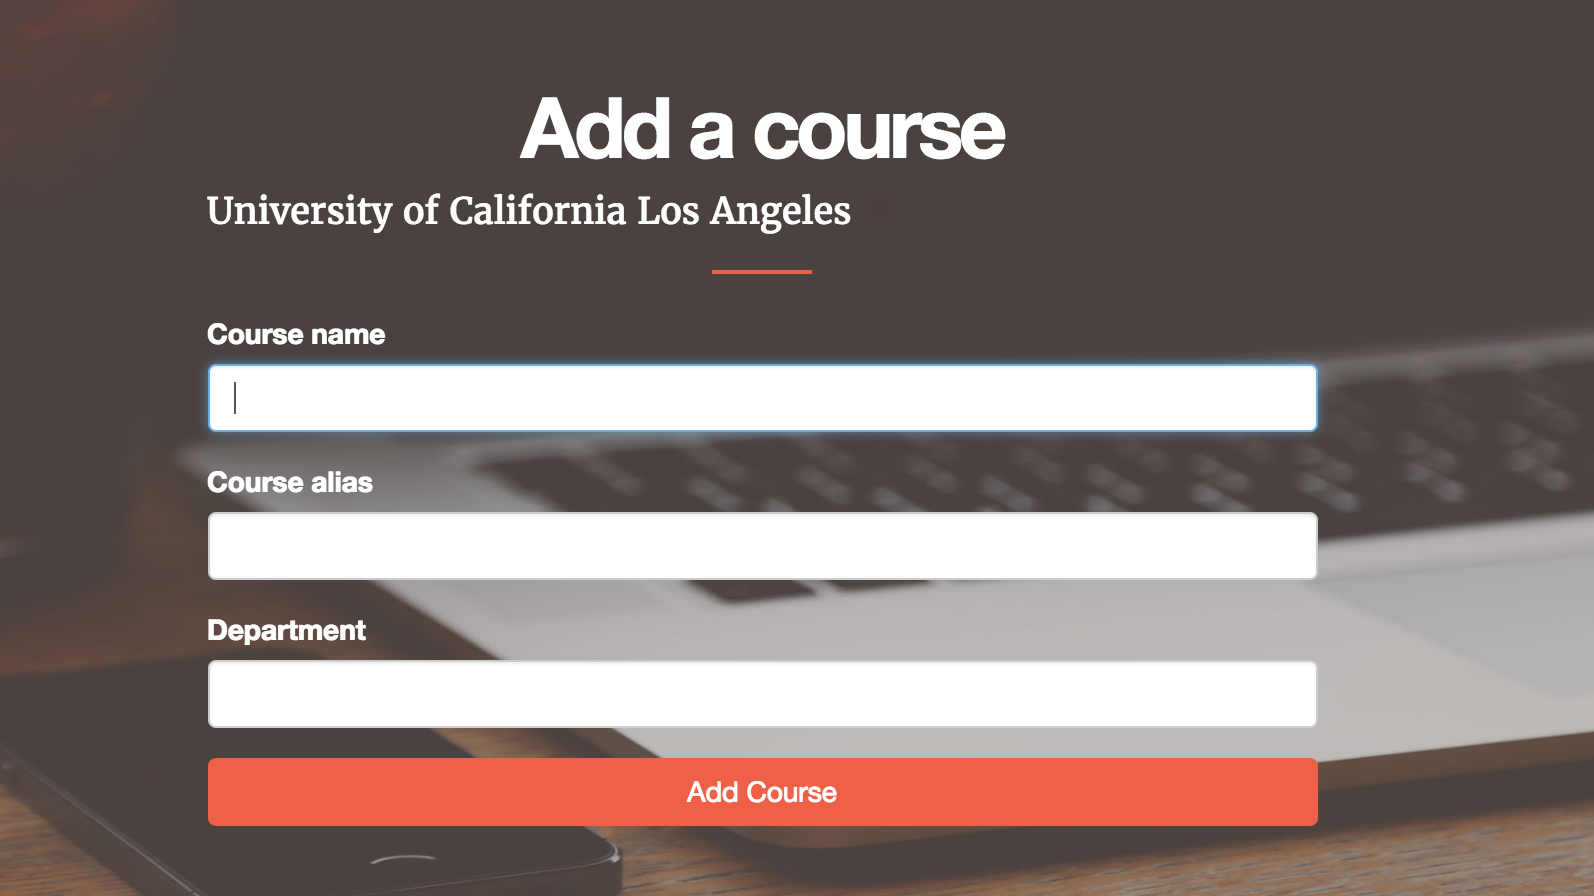 Add a course
University of California Los Angeles
Course name
Course alias
Department
Add Course